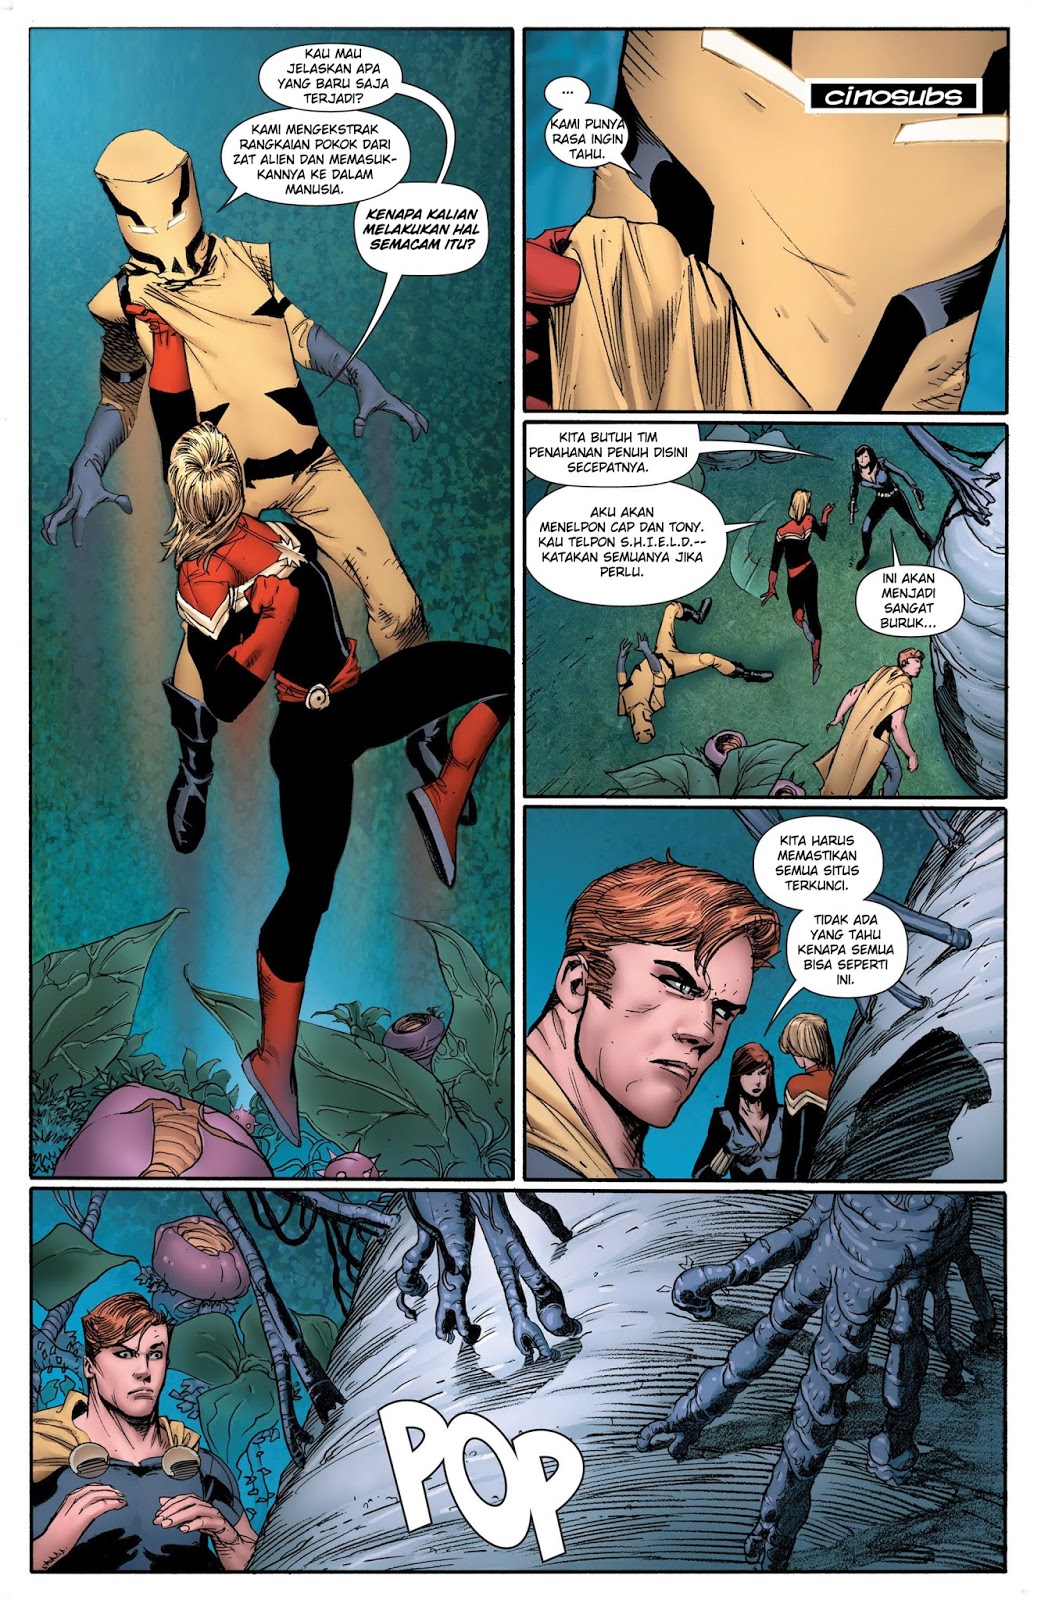 KAU MAU
JELASKAN APA
YANG BARU SAJA
TERJADI?
KAMI MENGEKSTRAK
RANGKAIAN POKOK DARI
ZAT ALIEN DAN MEMASUK-
KANNYA KE DALAM
MANUSIA.
KENAPA KALIAN
MELAKUKAN HAL
SEMACAM ITU?
...
KAMI PUNYA
RASA INGIN
TAHU.
cinosubs
KITA BUTUH TIM
PENAHANAN PENUH DISINI
SECEPATNYA.
AKU AKAN
MENELPON CAP DAN TONY.
KAU TELPON S.H.I.E.L.D.--
KATAKAN SEMUANYA JIKA
PERLU.
INI AKAN
MENJADI
SANGAT
BURUK...
KITA HARUS
MEMASTIKAN
SEMUA SITUS
TERKUNCI.
TIDAK ADA
YANG TAHU
KENAPA SEMUA
BISA SEPERTI
INI.
POP